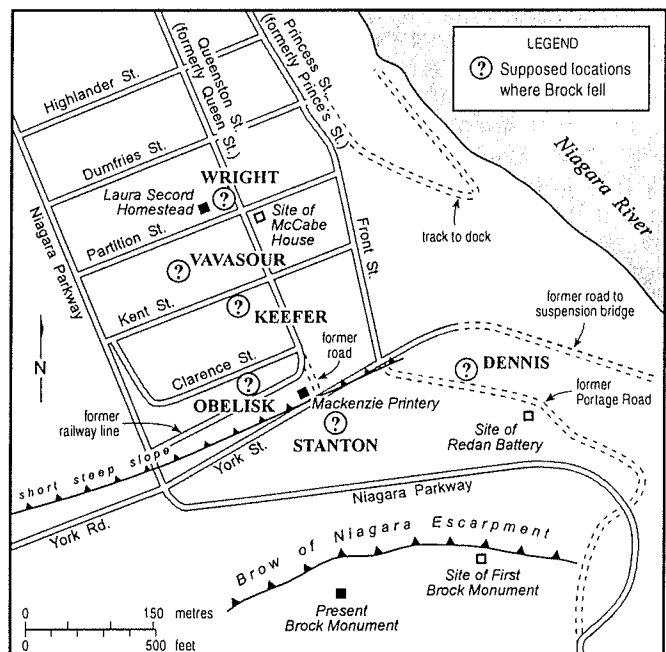 LEGEND
? Supposed locations
where Brock fell
Highlander St.
Queenston St.
(formerly Queen St.)
Princess St.
(formerly Prince's St.)
Niagara River
Dumfries St.
WRIGHT
?
Laura Secord
Homestead
Site of
McCabe
House
track to dock
Niagara Parkway
Partition St.
Front St.
VAVASOUR
?
Kent St.
?
KEEFER
former road to
suspension bridge
N
former
road
Clarence St.
?
OBELISK
?
DENNIS
former
Portage Road
Mackenzie Printery
former
railway line
?
STANTON
Site of
Redan Battery
short steep slope
York St.
Niagara Parkway
York Rd.
Brow of Niagara Escarpment
Site of First
Brock Monument
Present
Brock Monument
0 150 metres
0 500 feet